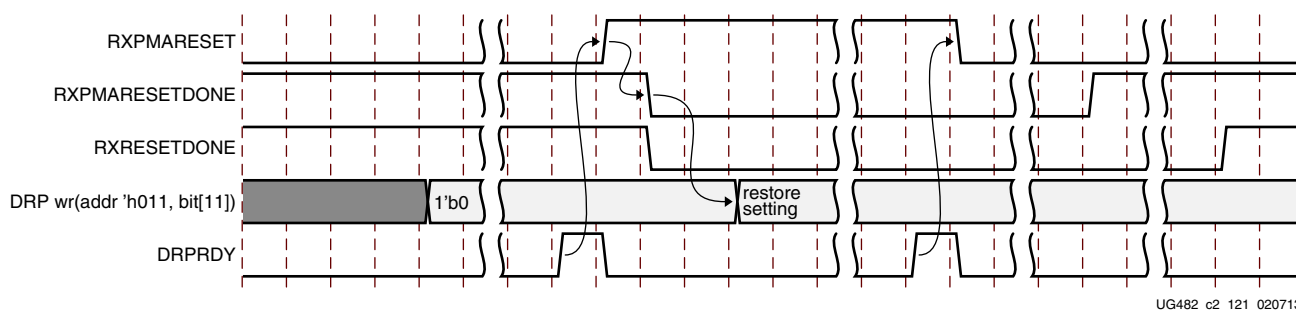 RXPMARESET
RXPMARESETDONE
RXRESETDONE
DRP wr(addr 'h011, bit[11])
1'b0
restore
setting
DRPRDY
UG482_c2_121_020713